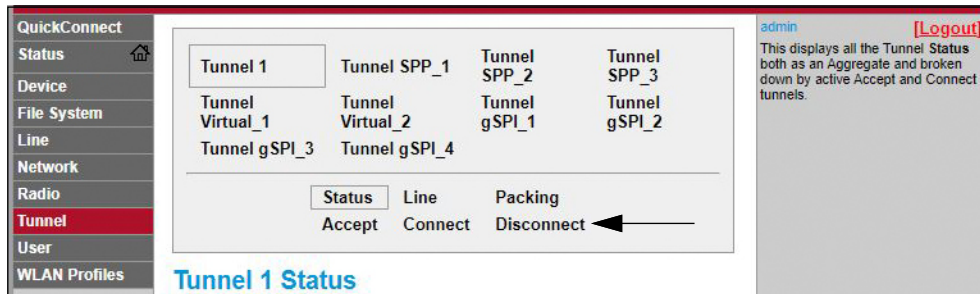 QuickConnect
Status
Device
File System
Line
Network
Radio
Tunnel
User
WLAN Profiles
Tunnel 1 Tunnel SPP_1 Tunnel SPP_2 Tunnel SPP_3
Tunnel Virtual_1 Tunnel Virtual_2 Tunnel gSPI_1 Tunnel gSPI_2
Tunnel gSPI_3 Tunnel gSPI_4
Status Line Packing
Accept Connect Disconnect
Tunnel 1 Status
admin [Logout]
This displays all the Tunnel Status
both as an Aggregate and broken
down by active Accept and Connect
tunnels.